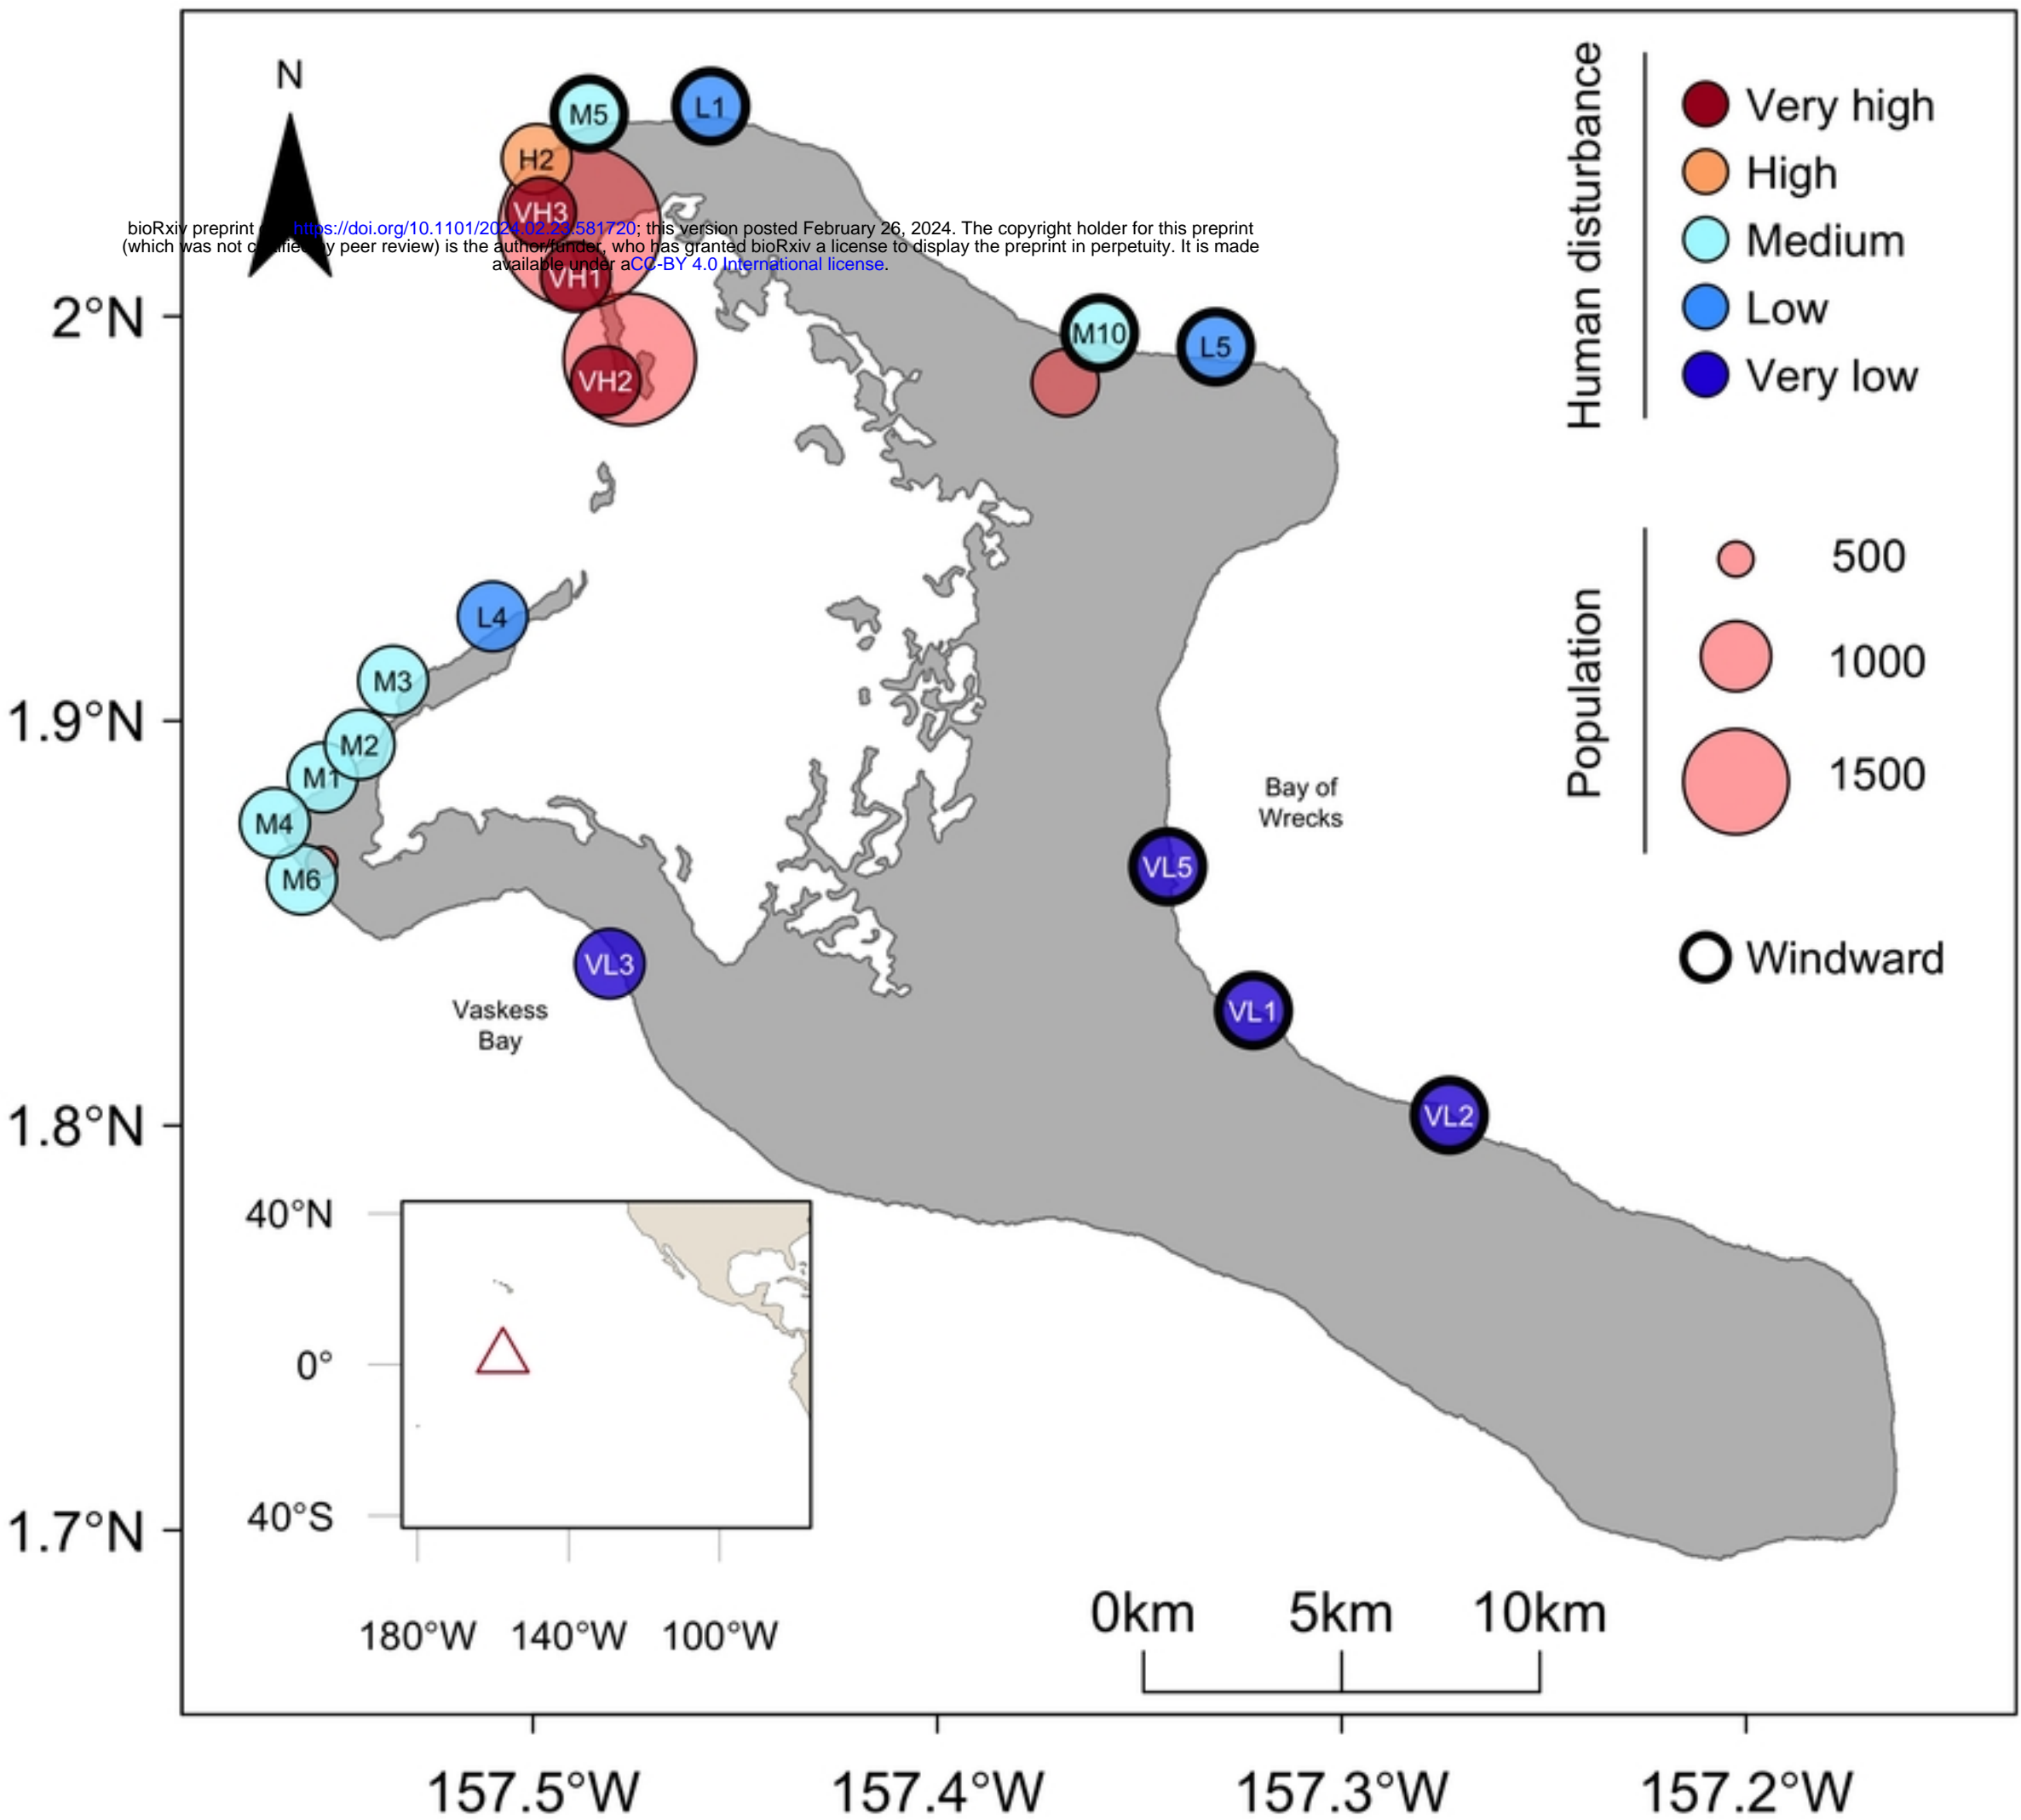 N
M5
L1
H2
VH3
bioRxiv preprint https://doi.org/10.1101/2024.02.23.581720; this version posted February 26, 2024. The copyright holder for this preprint
(which was not certified by peer review) is the author/funder, who has granted bioRxiv a license to display the preprint in perpetuity. It is made
available under aCC-BY 4.0 International license.
VH1
VH2
M10
L5
L4
M3
M2
M1
M4
M6
VL3
VL5
VL1
VL2
Bay of
Wrecks
Vaskess
Bay
Human disturbance
Very high
High
Medium
Low
Very low
Population
500
1000
1500
Windward
2°N
1.9°N
1.8°N
1.7°N
40°N
0°
40°S
180°W 140°W 100°W
0km 5km 10km
157.5°W 157.4°W 157.3°W 157.2°W